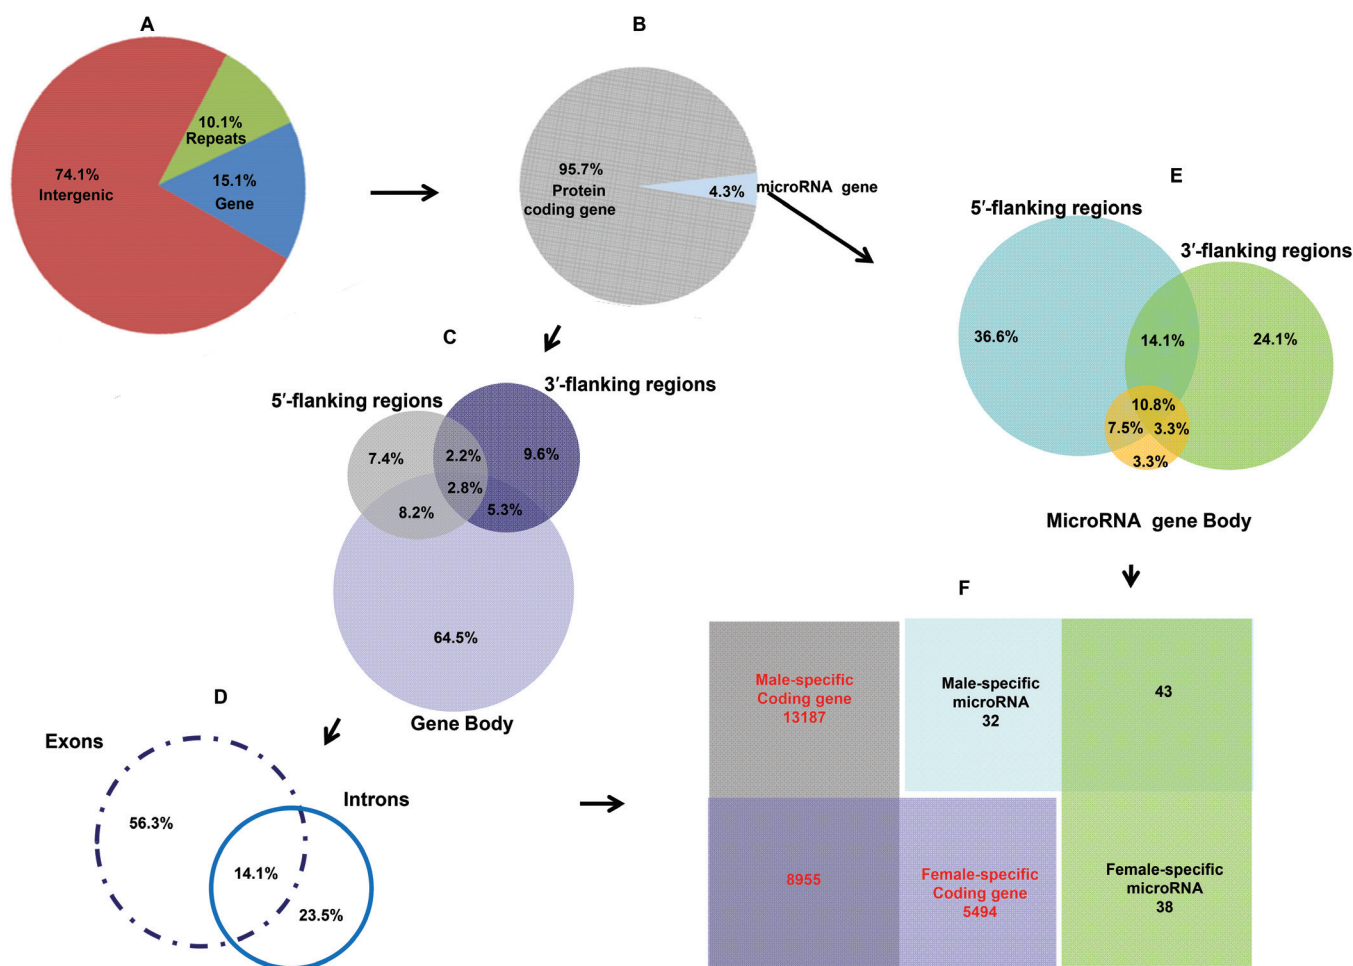 A
10.1%
Repeats
74.1%
Intergenic
15.1%
Gene
B
95.7%
Protein
coding gene
4.3%
microRNA gene
E
5′-flanking regions
3′-flanking regions
36.6%
14.1%
24.1%
10.8%
7.5%
3.3%
3.3%
MicroRNA gene Body
C
3′-flanking regions
5′-flanking regions
7.4%
2.2%
9.6%
2.8%
8.2%
5.3%
64.5%
Gene Body
D
Exons
Introns
56.3%
14.1%
23.5%
F
Male-specific
Coding gene
13187
Male-specific
microRNA
32
43
8955
Female-specific
Coding gene
5494
Female-specific
microRNA
38